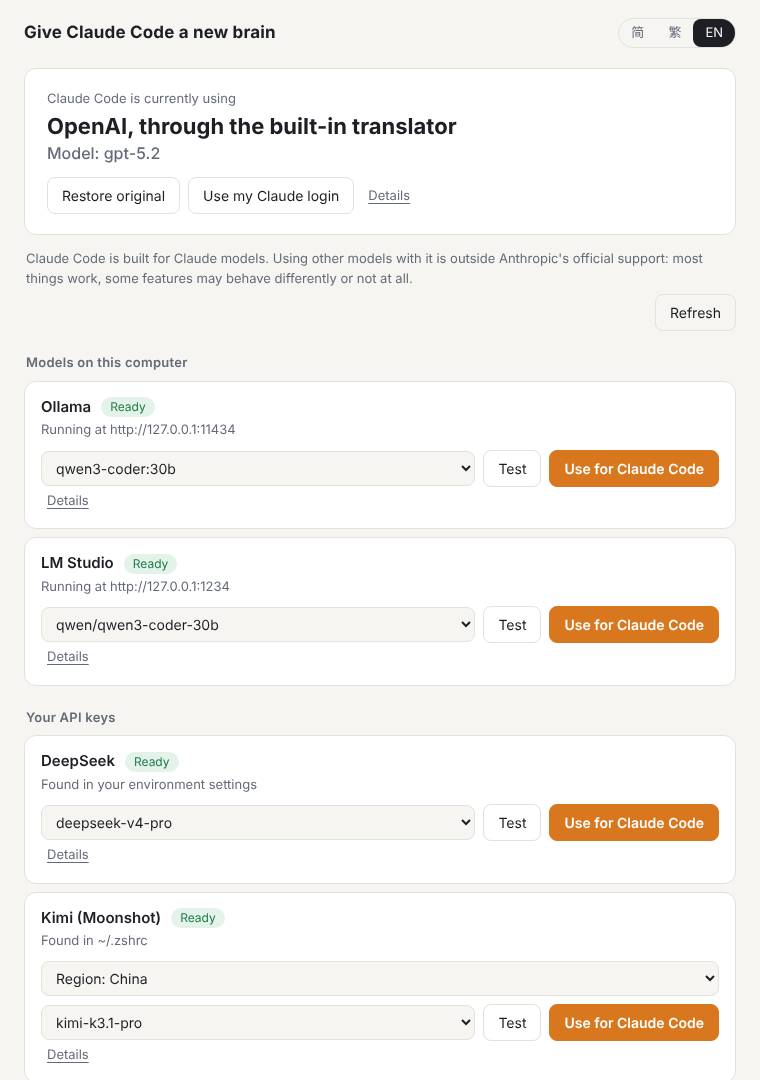 Give Claude Code a new brain
简 繁 EN
Claude Code is currently using
OpenAI, through the built-in translator
Model: gpt-5.2
Restore original
Use my Claude login
Details
Claude Code is built for Claude models. Using other models with it is outside Anthropic's official support: most
things work, some features may behave differently or not at all.
Refresh
Models on this computer
Ollama Ready
Running at http://127.0.0.1:11434
qwen3-coder:30b
Test
Use for Claude Code
Details
LM Studio Ready
Running at http://127.0.0.1:1234
qwen/qwen3-coder-30b
Test
Use for Claude Code
Details
Your API keys
DeepSeek Ready
Found in your environment settings
deepseek-v4-pro
Test
Use for Claude Code
Details
Kimi (Moonshot) Ready
Found in ~/.zshrc
Region: China
kimi-k3.1-pro
Test
Use for Claude Code
Details